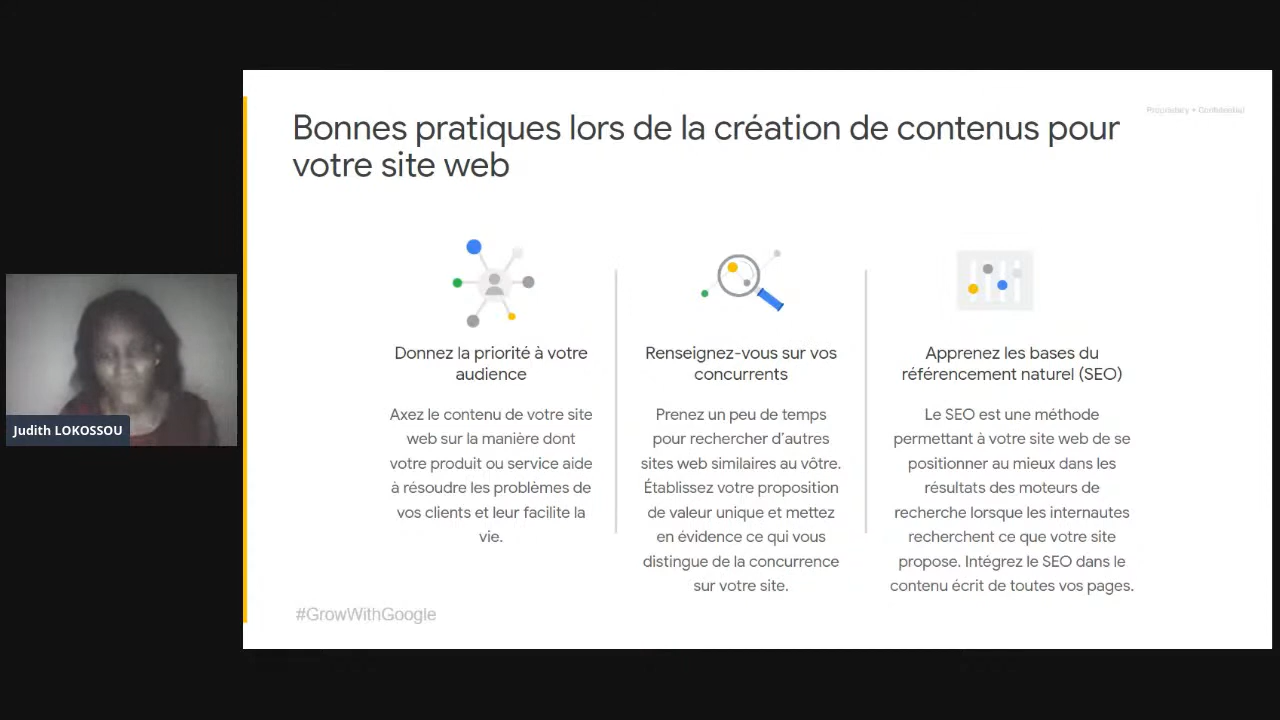 Proprietary + Confidential
Bonnes pratiques lors de la création de contenus pour
votre site web
Donnez la priorité à votre
audience
Axez le contenu de votre site
web sur la manière dont
votre produit ou service aide
à résoudre les problèmes de
vos clients et leur facilite la
vie.
Renseignez-vous sur vos
concurrents
Prenez un peu de temps
pour rechercher d'autres
sites web similaires au vôtre.
Établissez votre proposition
de valeur unique et mettez
en évidence ce qui vous
distingue de la concurrence
sur votre site.
Apprenez les bases du
référencement naturel (SEO)
Le SEO est une méthode
permettant à votre site web de se
positionner au mieux dans les
résultats des moteurs de
recherche lorsque les internautes
recherchent ce que votre site
propose. Intégrez le SEO dans le
contenu écrit de toutes vos pages.
#GrowWithGoogle
Judith LOKOSSOU